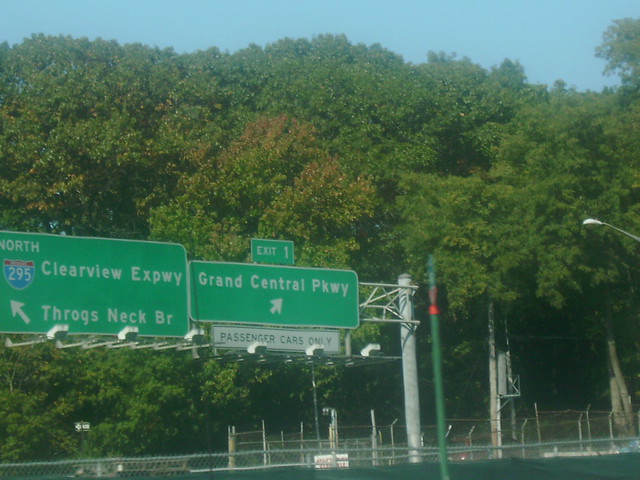 NORTH
295
Clearview Expwy
Throgs Neck Br
EXIT 1
Grand Central Pkwy
PASSENGER CARS ONLY